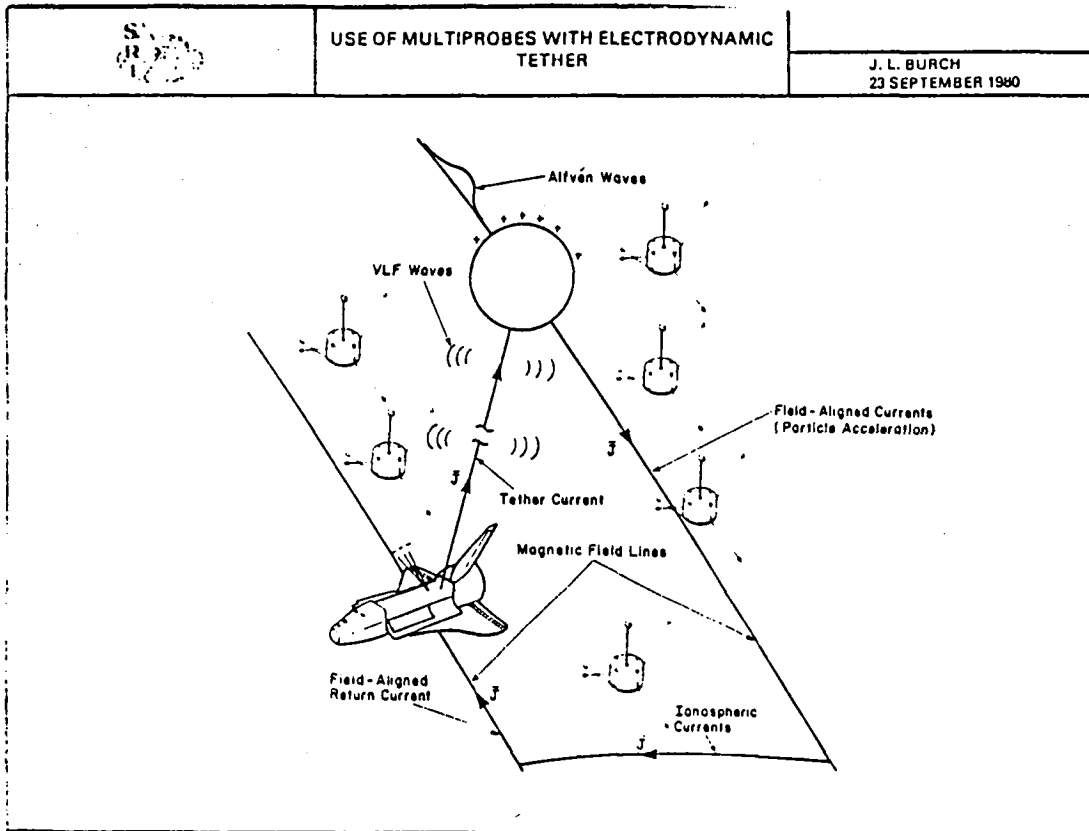 S
R
I
USE OF MULTIPROBES WITH ELECTRODYNAMIC
TETHER
J. L. BURCH
23 SEPTEMBER 1980
Alfvén Waves
+ + + + + + +
VLF Waves
Field-Aligned Currents
(Particle Acceleration)
J̄
J̄
Tether Current
Magnetic Field Lines
Field-Aligned
Return Current
J̄
Ionospheric
Currents
J